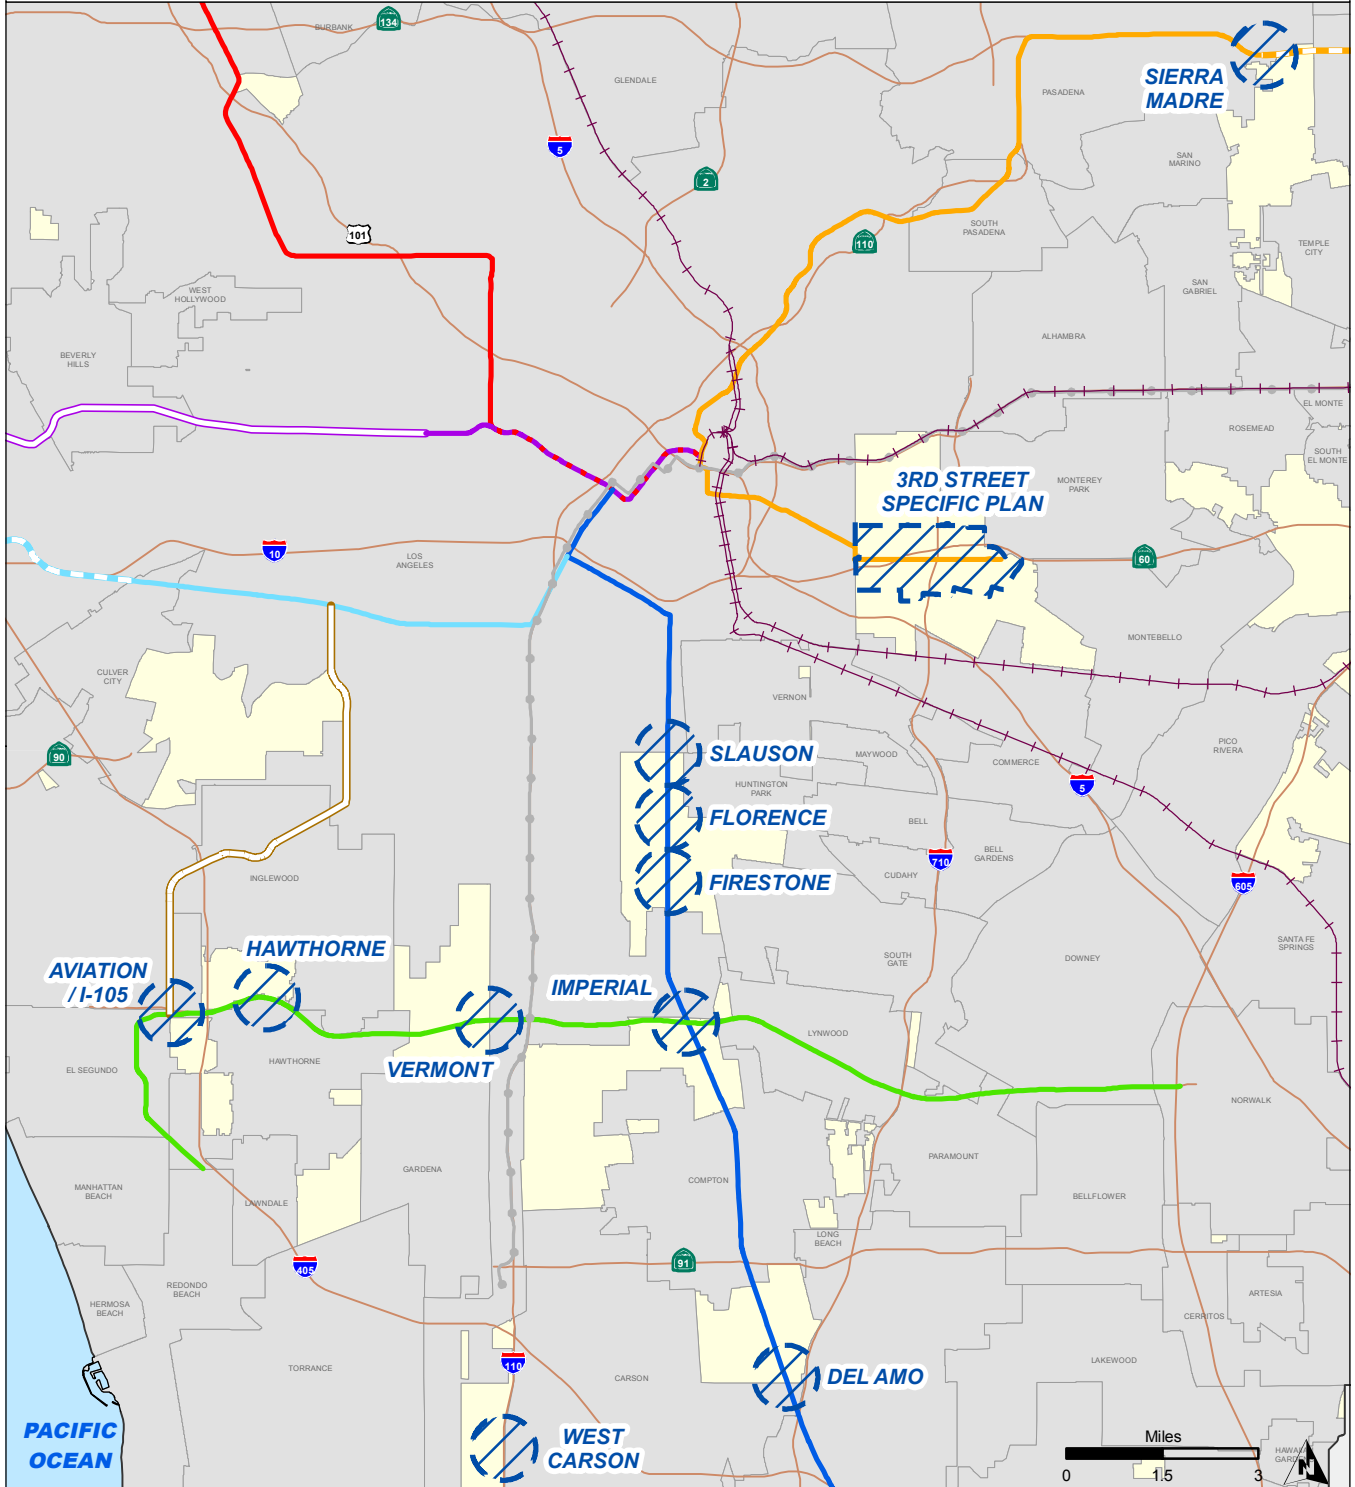 BURBANK
134
GLENDALE
SIERRA
MADRE
PASADENA
5
SAN
MARINO
2
101
110
SOUTH
PASADENA
TEMPLE
CITY
WEST
HOLLYWOOD
SAN
GABRIEL
ALHAMBRA
BEVERLY
HILLS
EL MONTE
ROSEMEAD
SOUTH
EL MONTE
3RD STREET
SPECIFIC PLAN
MONTEREY
PARK
10
LOS
ANGELES
60
MONTEBELLO
CULVER
CITY
VERNON
90
SLAUSON
MAYWOOD
COMMERCE
PICO
RIVERA
HUNTINGTON
PARK
5
FLORENCE
BELL
BELL
GARDENS
710
INGLEWOOD
FIRESTONE
CUDAHY
605
HAWTHORNE
SANTA FE
SPRINGS
AVIATION
/ I-105
IMPERIAL
SOUTH
GATE
DOWNEY
LYNWOOD
EL SEGUNDO
HAWTHORNE
VERMONT
NORWALK
PARAMOUNT
GARDENA
COMPTON
MANHATTAN
BEACH
LAWNDALE
BELLFLOWER
LONG
BEACH
91
405
REDONDO
BEACH
HERMOSA
BEACH
ARTESIA
CERRITOS
110
TORRANCE
CARSON
DEL AMO
LAKEWOOD
PACIFIC
OCEAN
WEST
CARSON
Miles
0 1.5 3
HAWAIIAN
GARDENS
N